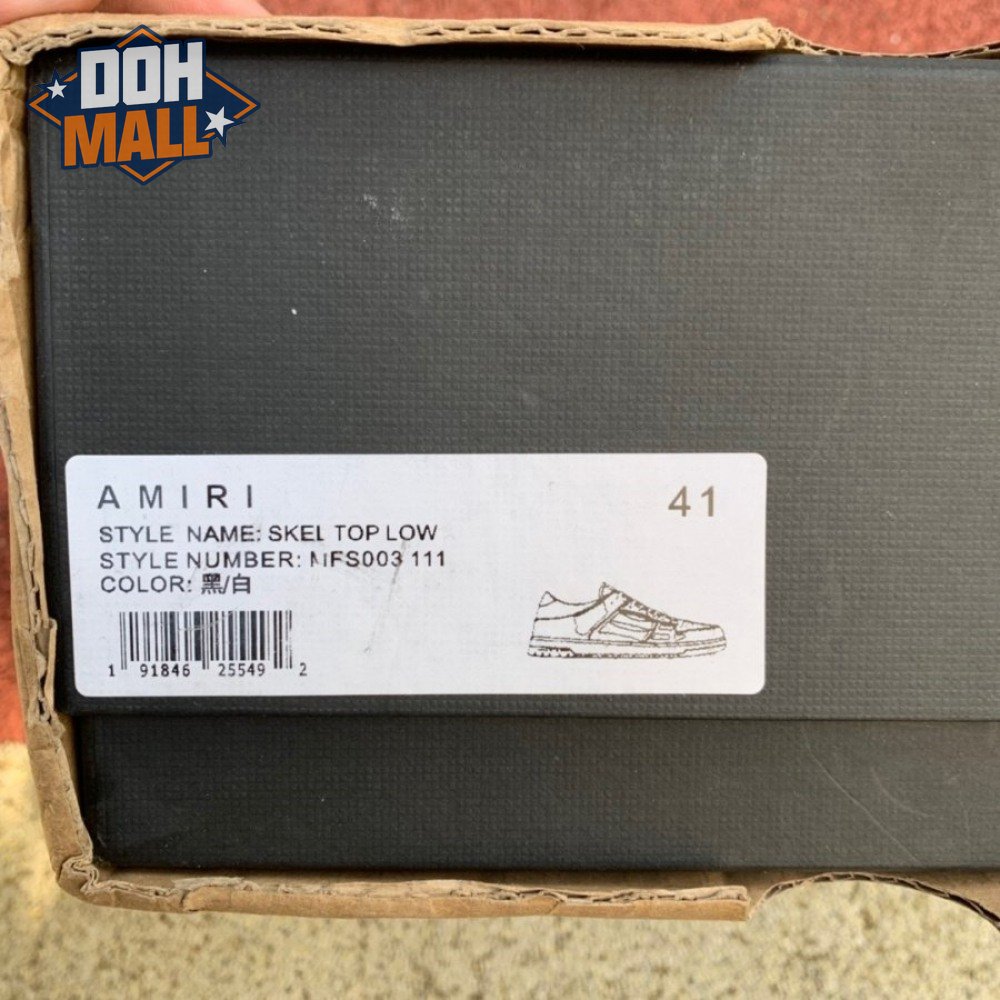 DOH
MALL
AMIRI
41
STYLE NAME: SKEL TOP LOW
STYLE NUMBER: MFS003 111
COLOR: 黑/白
1 91846 25549 2